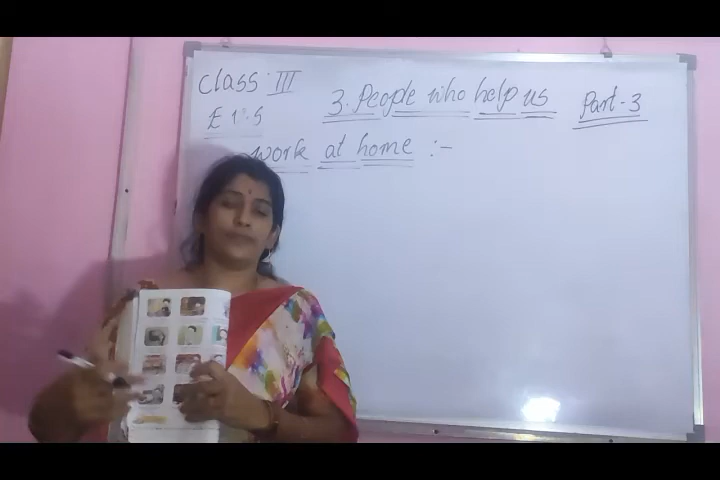 Class: III
3. People who help us
Part-3
E.V.S
work at home :-